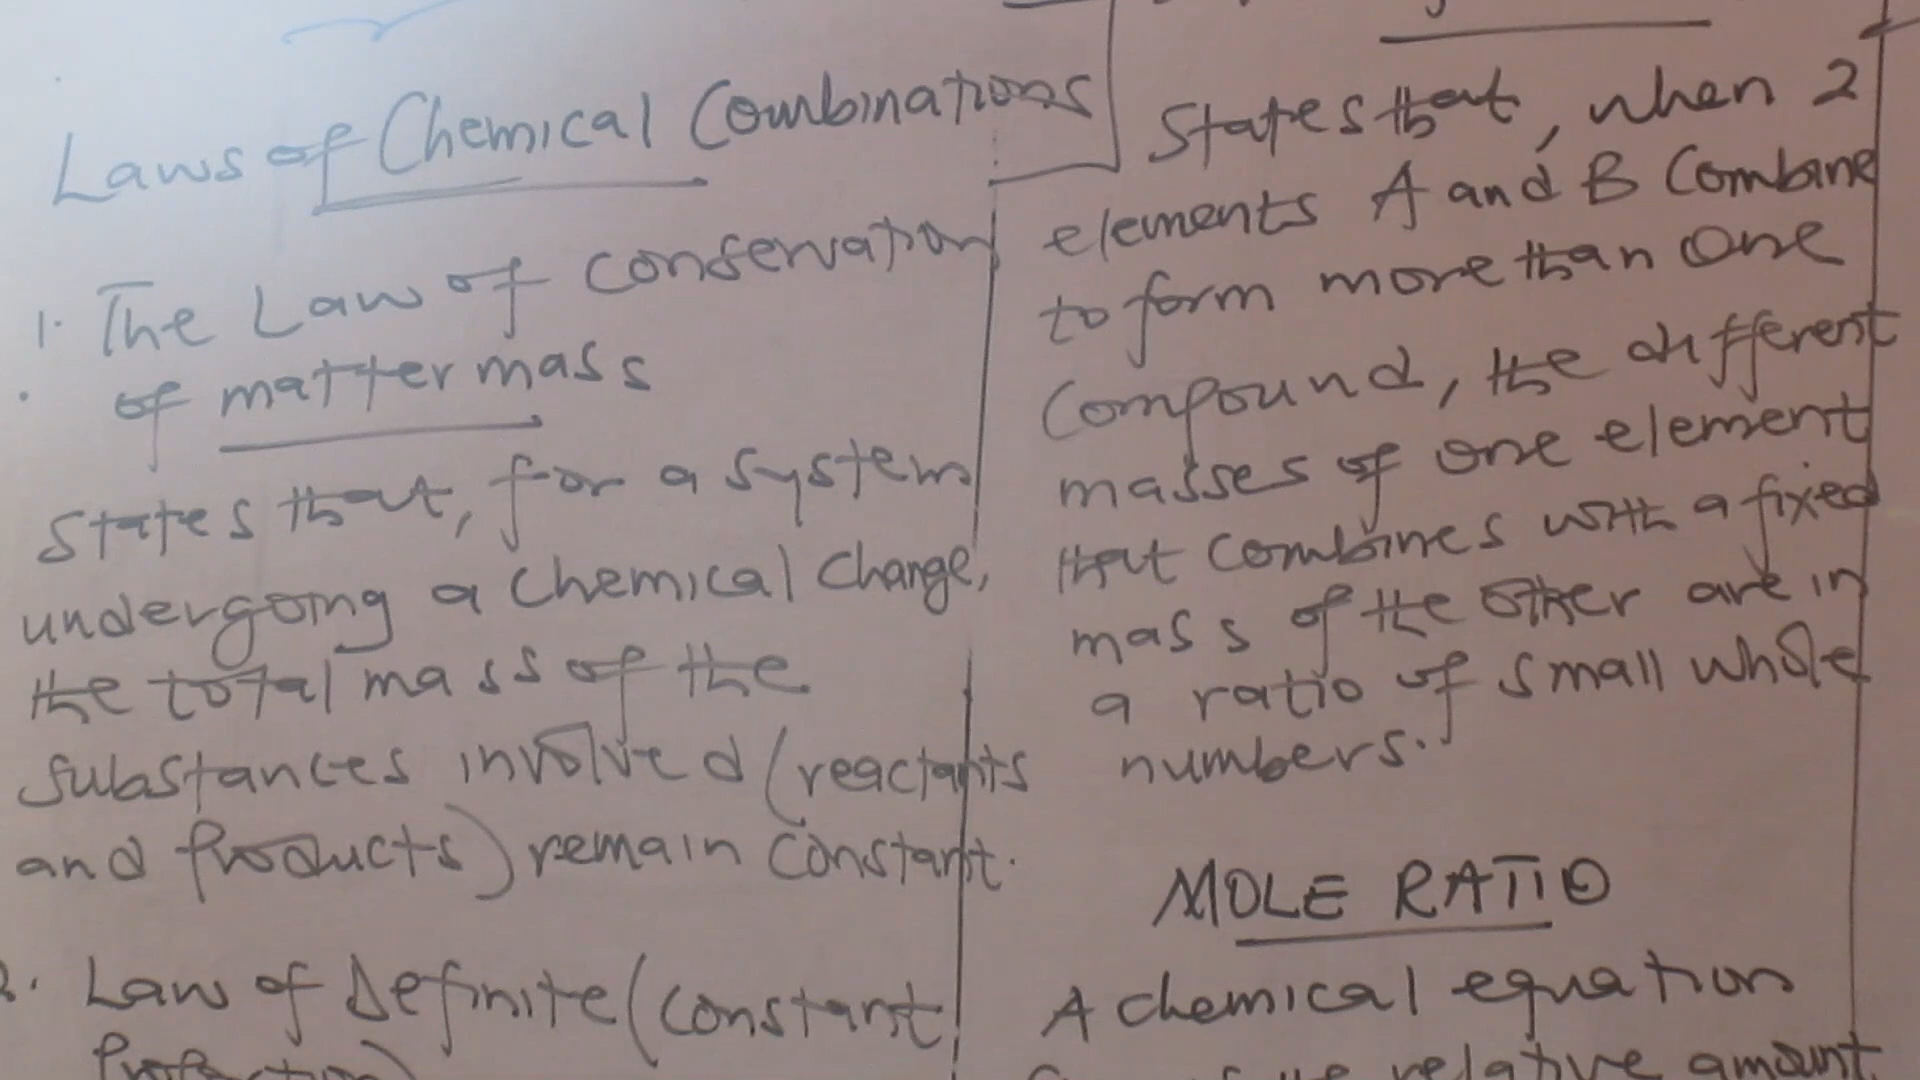 Laws of Chemical Combinations
1. The Law of conservation
of matter mass
States that, for a system
undergoing a chemical change,
the total mass of the
substances involved (reactants
and Products) remain constant.
2. Law of Definite (Constant
States that, when 2
elements A and B Combine
to form more than One
Compound, the different
masses of one element
that combines with a fixed
mass of the other are in
a ratio of small whole
numbers.
MOLE RATIO
A chemical equation
relative amount